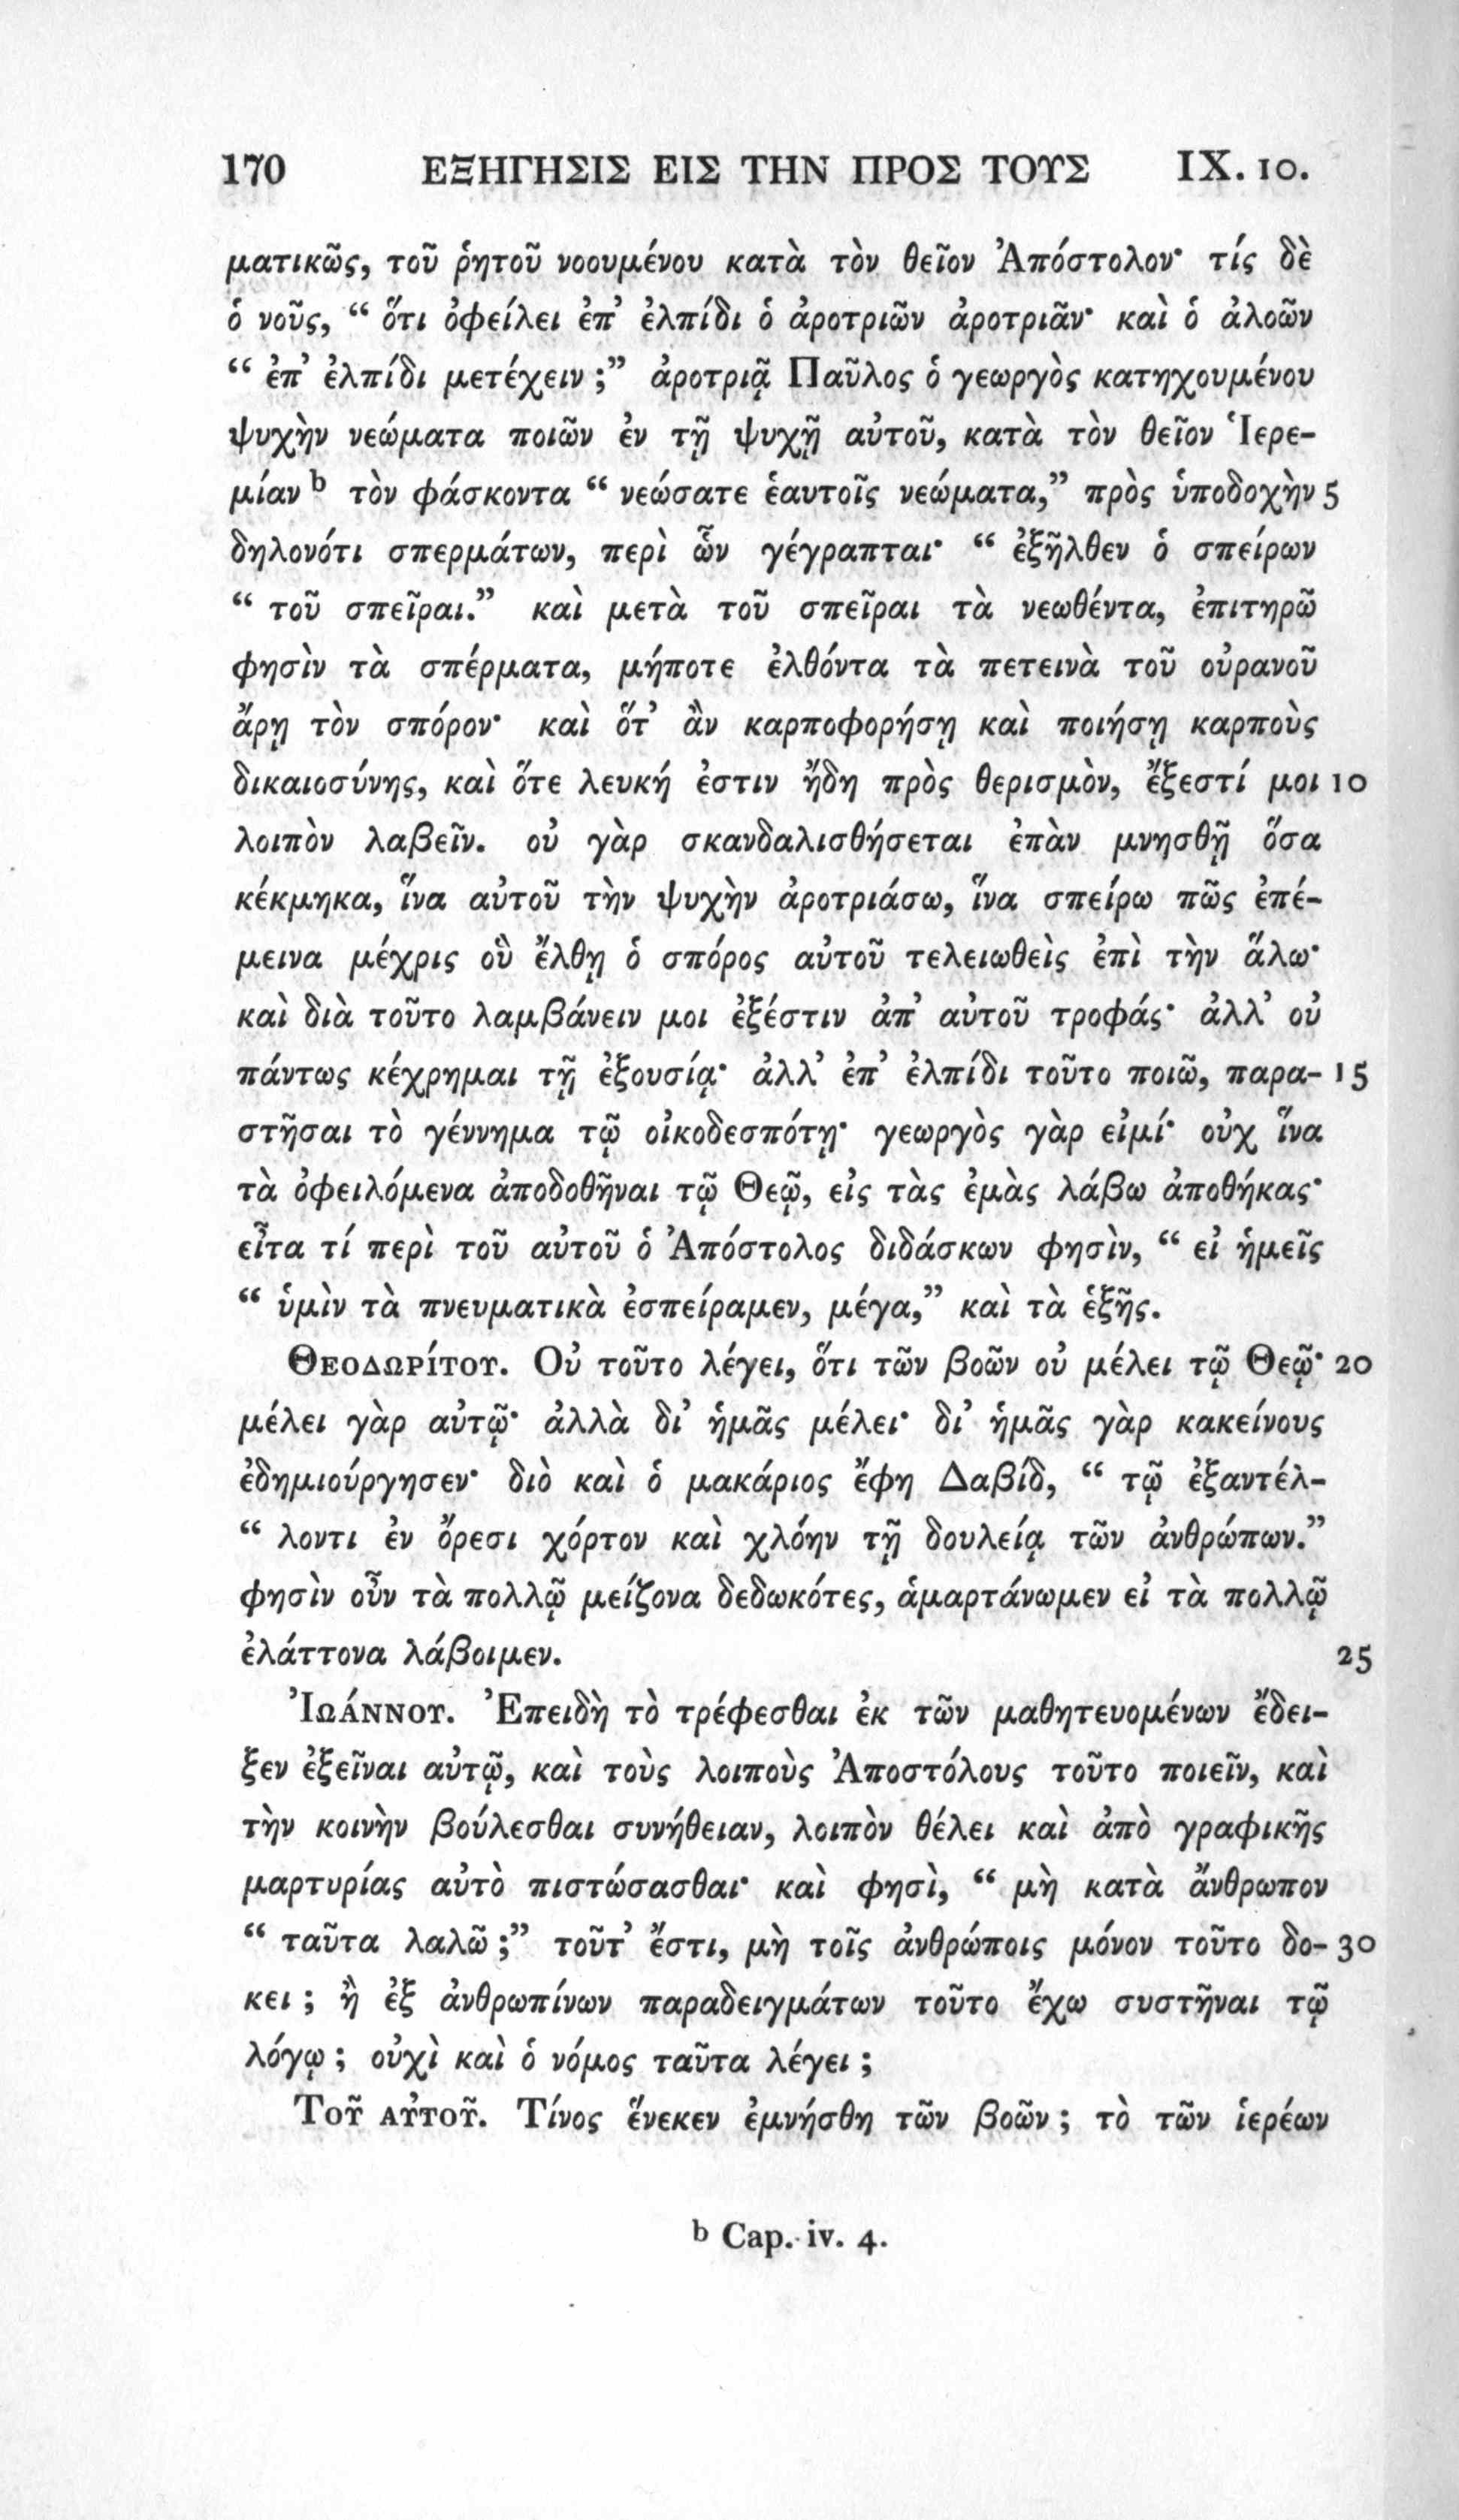 170 ΕΞΗΓΗΣΙΣ ΕΙΣ ΤΗΝ ΠΡΟΣ ΤΟΥΣ IX. 10.
ματικῶς, τοῦ ῥητοῦ νοουμένου κατὰ τὸν θεῖον Ἀπόστολον· τίς δὲ
ὁ νοῦς, “ ὅτι ὀφείλει ἐπ’ ἐλπίδι ὁ ἀροτριῶν ἀροτριᾶν· καὶ ὁ ἀλοῶν
“ ἐπ’ ἐλπίδι μετέχειν ;” ἀροτριᾷ Παῦλος ὁ γεωργὸς κατηχουμένου
ψυχὴν νεώματα ποιῶν ἐν τῇ ψυχῇ αὐτοῦ, κατὰ τὸν θεῖον Ἱερε-
μίαν b τὸν φάσκοντα “ νεώσατε ἑαυτοῖς νεώματα,” πρὸς ὑποδοχὴν 5
δηλονότι σπερμάτων, περὶ ὧν γέγραπται· “ ἐξῆλθεν ὁ σπείρων
“ τοῦ σπεῖραι.” καὶ μετὰ τοῦ σπεῖραι τὰ νεωθέντα, ἐπιτηρῶ
φησὶν τὰ σπέρματα, μήποτε ἐλθόντα τὰ πετεινὰ τοῦ οὐρανοῦ
ἄρῃ τὸν σπόρον· καὶ ὅτ’ ἂν καρποφορήσῃ καὶ ποιήσῃ καρποὺς
δικαιοσύνης, καὶ ὅτε λευκή ἐστιν ἤδη πρὸς θερισμὸν, ἔξεστί μοι 10
λοιπὸν λαβεῖν. οὐ γὰρ σκανδαλισθήσεται ἐπὰν μνησθῇ ὅσα
κέκμηκα, ἵνα αὐτοῦ τὴν ψυχὴν ἀροτριάσω, ἵνα σπείρω πῶς ἐπέ-
μεινα μέχρις οὗ ἔλθῃ ὁ σπόρος αὐτοῦ τελειωθεὶς ἐπὶ τὴν ἅλω·
καὶ διὰ τοῦτο λαμβάνειν μοι ἐξέστιν ἀπ’ αὐτοῦ τροφάς· ἀλλ’ οὐ
πάντως κέχρημαι τῇ ἐξουσίᾳ· ἀλλ’ ἐπ’ ἐλπίδι τοῦτο ποιῶ, παρα- 15
στῆσαι τὸ γέννημα τῷ οἰκοδεσπότῃ· γεωργὸς γὰρ εἰμί· οὐχ ἵνα
τὰ ὀφειλόμενα ἀποδοθῆναι τῷ Θεῷ, εἰς τὰς ἐμὰς λάβω ἀποθήκας·
εἶτα τί περὶ τοῦ αὐτοῦ ὁ Ἀπόστολος διδάσκων φησὶν, “ εἰ ἡμεῖς
“ ὑμὶν τὰ πνευματικὰ ἐσπείραμεν, μέγα,” καὶ τὰ ἑξῆς.
Θεοδωρίτου. Οὐ τοῦτο λέγει, ὅτι τῶν βοῶν οὐ μέλει τῷ Θεῷ· 20
μέλει γὰρ αὐτῷ· ἀλλὰ δι’ ἡμᾶς μέλει· δι’ ἡμᾶς γὰρ κακείνους
ἐδημιούργησεν· διὸ καὶ ὁ μακάριος ἔφη Δαβίδ, “ τῷ ἐξαντέλ-
“ λοντι ἐν ὄρεσι χόρτον καὶ χλόην τῇ δουλείᾳ τῶν ἀνθρώπων.”
φησὶν οὖν τὰ πολλῷ μείζονα δεδωκότες, ἁμαρτάνωμεν εἰ τὰ πολλῷ
ἐλάττονα λάβοιμεν. 25
Ἰωάννου. Ἐπειδὴ τὸ τρέφεσθαι ἐκ τῶν μαθητευομένων ἔδει-
ξεν ἐξεῖναι αὐτῷ, καὶ τοὺς λοιποὺς Ἀποστόλους τοῦτο ποιεῖν, καὶ
τὴν κοινὴν βούλεσθαι συνήθειαν, λοιπὸν θέλει καὶ ἀπὸ γραφικῆς
μαρτυρίας αὐτὸ πιστώσασθαι· καὶ φησὶ, “ μὴ κατὰ ἄνθρωπον
“ ταῦτα λαλῶ ;” τοῦτ’ ἔστι, μὴ τοῖς ἀνθρώποις μόνον τοῦτο δο- 30
κει ; ἢ ἐξ ἀνθρωπίνων παραδειγμάτων τοῦτο ἔχω συστῆναι τῷ
λόγῳ ; οὐχὶ καὶ ὁ νόμος ταῦτα λέγει ;
Τοῦ αὐτοῦ. Τίνος ἕνεκεν ἐμνήσθη τῶν βοῶν ; τὸ τῶν ἱερέων
b Cap. iv. 4.